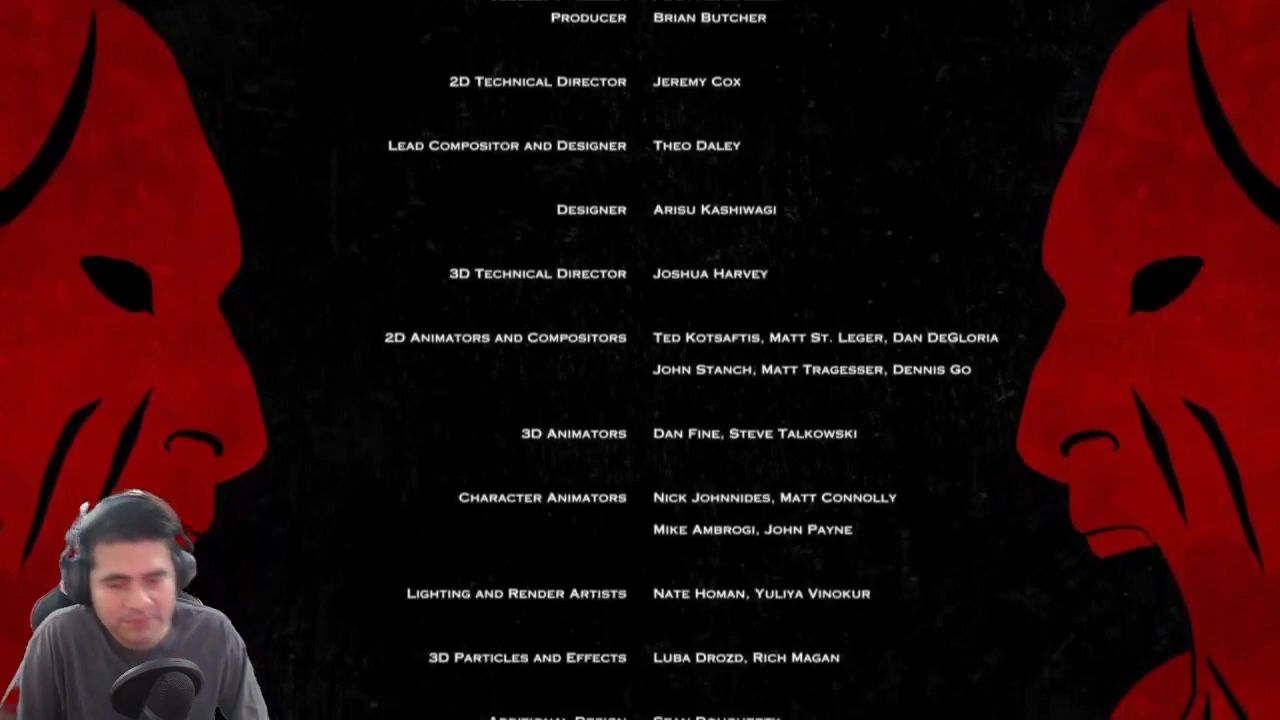 Producer Brian Butcher
2D Technical Director Jeremy Cox
Lead Compositor and Designer Theo Daley
Designer Arisu Kashiwagi
3D Technical Director Joshua Harvey
2D Animators and Compositors Ted Kotsaftis, Matt St. Leger, Dan DeGloria
John Stanch, Matt Tragesser, Dennis Go
3D Animators Dan Fine, Steve Talkowski
Character Animators Nick Johnnides, Matt Connolly
Mike Ambrogi, John Payne
Lighting and Render Artists Nate Homan, Yuliya Vinokur
3D Particles and Effects Luba Drozd, Rich Magan